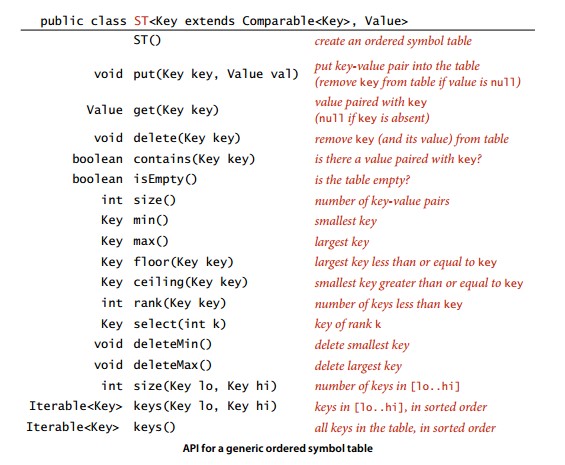 public class ST<Key extends Comparable<Key>, Value>
ST() create an ordered symbol table
void put(Key key, Value val) put key-value pair into the table
(remove key from table if value is null)
Value get(Key key) value paired with key
(null if key is absent)
void delete(Key key) remove key (and its value) from table
boolean contains(Key key) is there a value paired with key?
boolean isEmpty() is the table empty?
int size() number of key-value pairs
Key min() smallest key
Key max() largest key
Key floor(Key key) largest key less than or equal to key
Key ceiling(Key key) smallest key greater than or equal to key
int rank(Key key) number of keys less than key
Key select(int k) key of rank k
void deleteMin() delete smallest key
void deleteMax() delete largest key
int size(Key lo, Key hi) number of keys in [lo..hi]
Iterable<Key> keys(Key lo, Key hi) keys in [lo..hi], in sorted order
Iterable<Key> keys() all keys in the table, in sorted order
API for a generic ordered symbol table